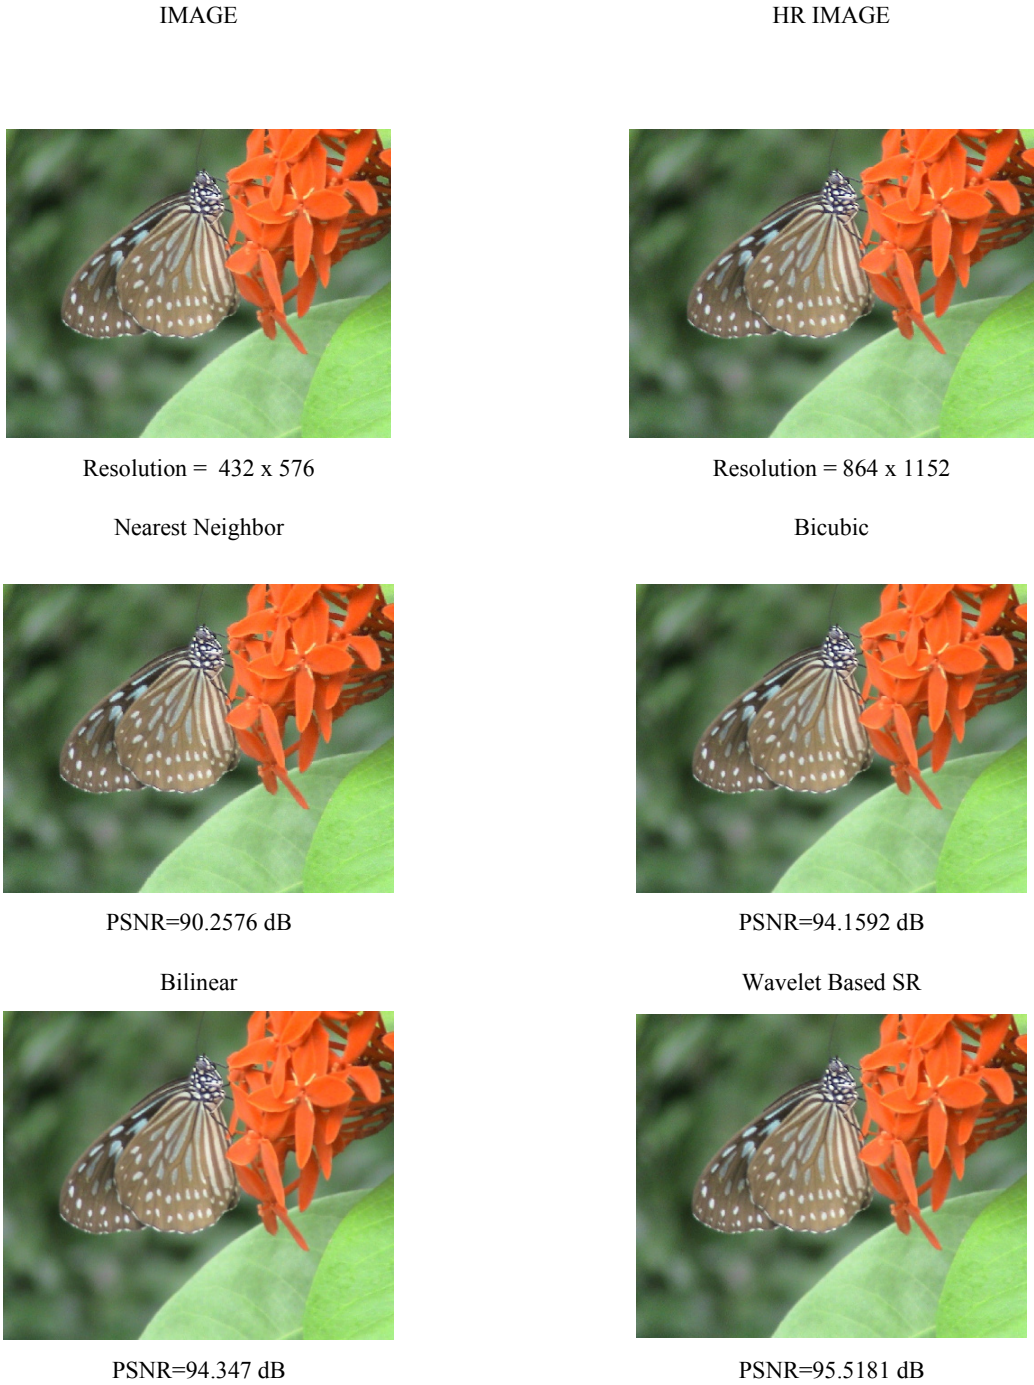 IMAGE
HR IMAGE
Resolution = 432 x 576
Resolution = 864 x 1152
Nearest Neighbor
Bicubic
PSNR=90.2576 dB
PSNR=94.1592 dB
Bilinear
Wavelet Based SR
PSNR=94.347 dB
PSNR=95.5181 dB